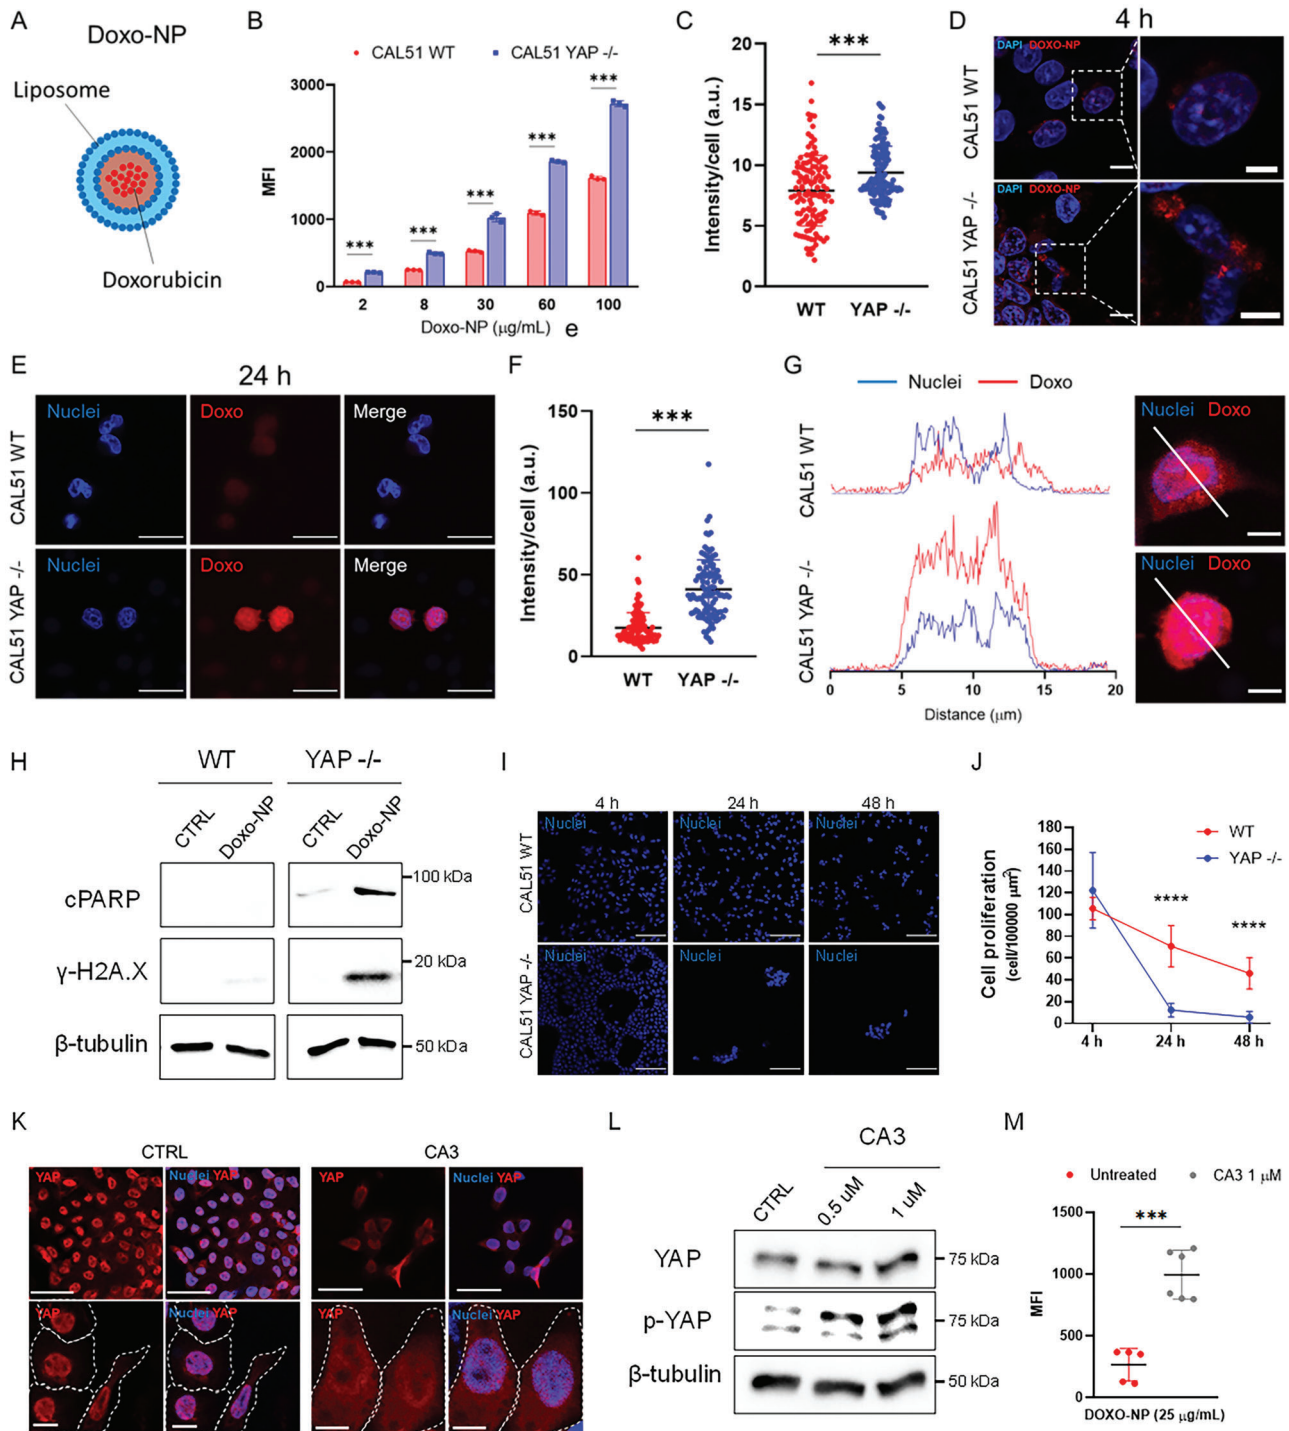 A
Doxo-NP
Liposome
Doxorubicin
B
CAL51 WT
CAL51 YAP -/-
MFI
3000
2000
1000
0
***
***
***
***
***
2 8 30 60 100
Doxo-NP (μg/mL) e
C
Intensity/cell (a.u.)
20
15
10
5
0
***
WT YAP -/-
D
4 h
CAL51 WT
DAPI DOXO-NP
CAL51 YAP -/-
DAPI DOXO-NP
E
24 h
CAL51 WT
Nuclei Doxo Merge
CAL51 YAP -/-
Nuclei Doxo Merge
F
Intensity/cell (a.u.)
150
100
50
0
***
WT YAP -/-
G
Nuclei Doxo
CAL51 WT
CAL51 YAP -/-
0 5 10 15 20
Distance (μm)
Nuclei Doxo
Nuclei Doxo
H
WT YAP -/-
CTRL Doxo-NP CTRL Doxo-NP
cPARP
100 kDa
γ-H2A.X
20 kDa
β-tubulin
50 kDa
I
4 h 24 h 48 h
CAL51 WT
Nuclei Nuclei Nuclei
CAL51 YAP -/-
Nuclei Nuclei Nuclei
J
Cell proliferation
(cell/100000 μm²)
180
160
140
120
100
80
60
40
20
0
WT
YAP -/-
****
****
4 h 24 h 48 h
K
CTRL CA3
YAP Nuclei YAP YAP Nuclei YAP
YAP Nuclei YAP YAP Nuclei YAP
L
CA3
CTRL 0.5 uM 1 uM
YAP
75 kDa
p-YAP
75 kDa
β-tubulin
50 kDa
M
Untreated CA3 1 μM
MFI
1500
1000
500
0
***
DOXO-NP (25 μg/mL)